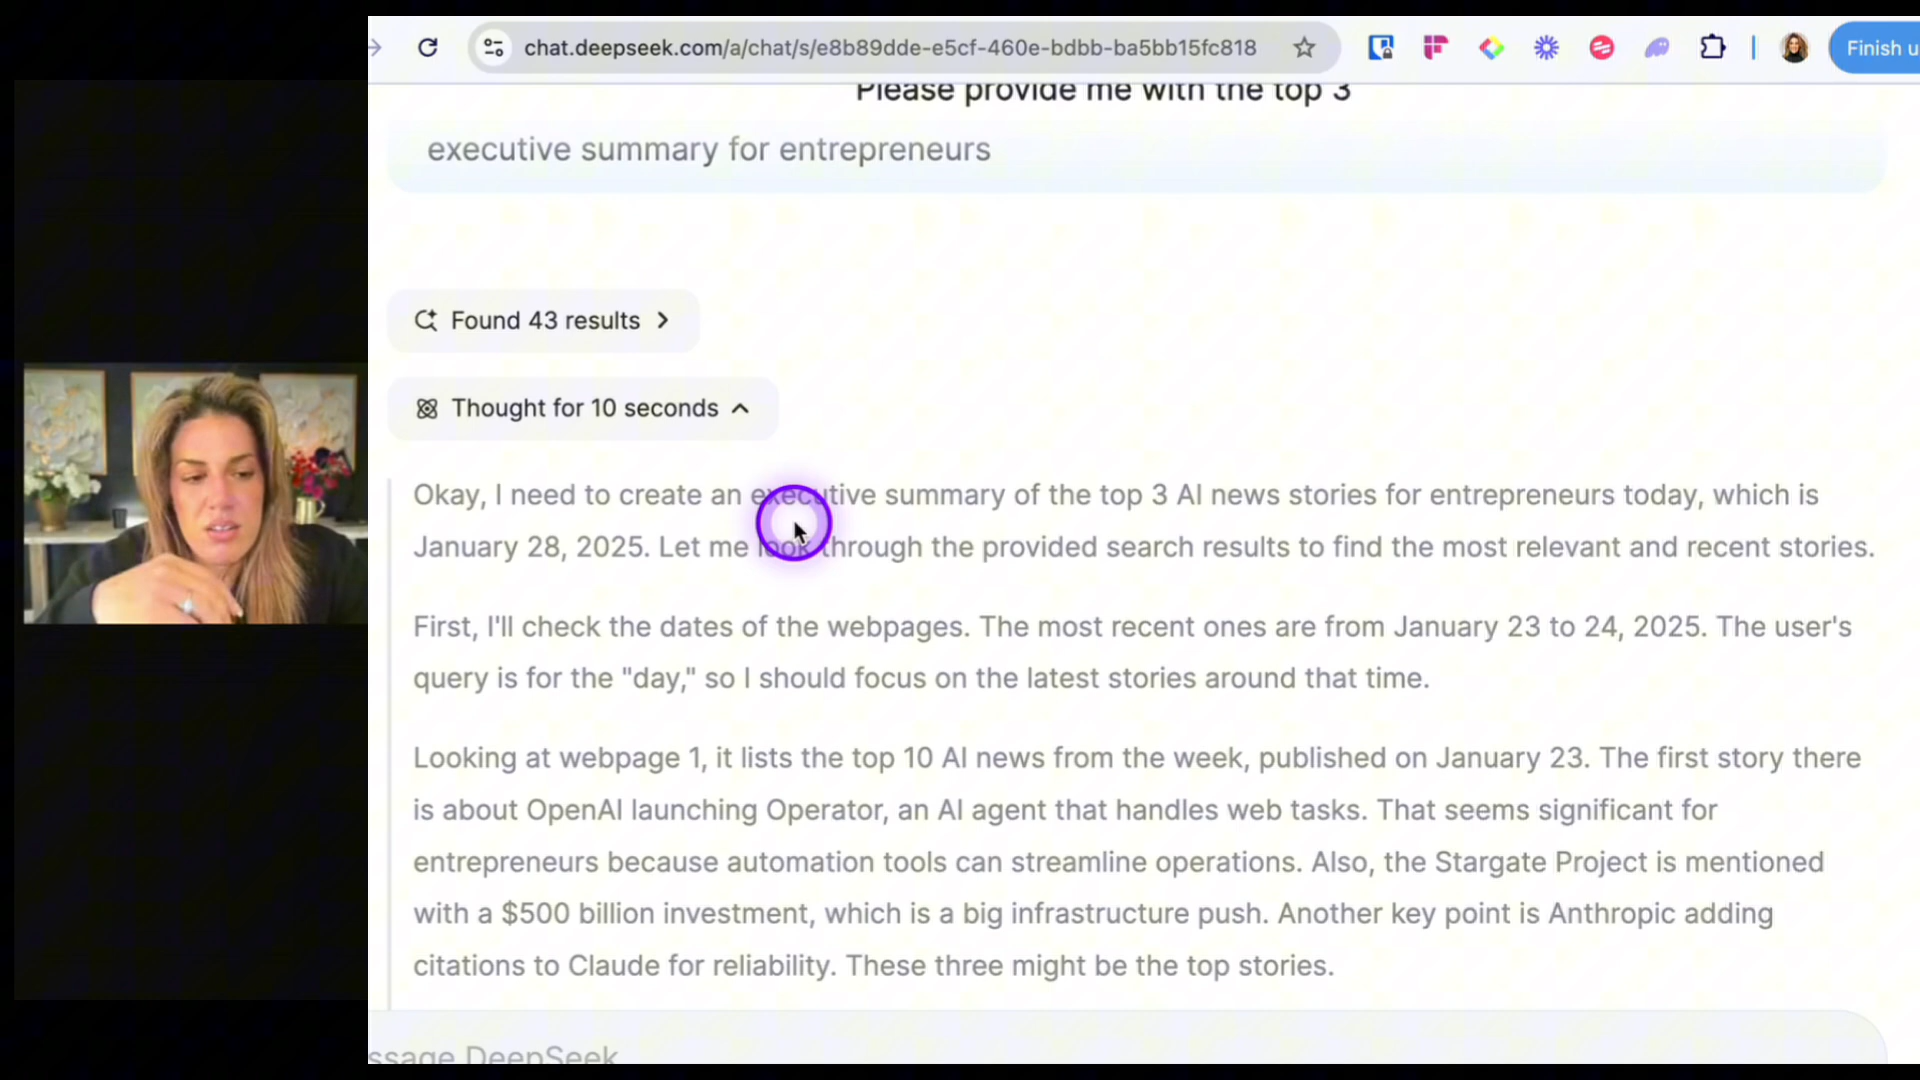 chat.deepseek.com/a/chat/s/e8b89dde-e5cf-460e-bdbb-ba5bb15fc818
Finish u
Please provide me with the top 3
executive summary for entrepreneurs
Found 43 results
Thought for 10 seconds
Okay, I need to create an executive summary of the top 3 AI news stories for entrepreneurs today, which is
January 28, 2025. Let me look through the provided search results to find the most relevant and recent stories.
First, I'll check the dates of the webpages. The most recent ones are from January 23 to 24, 2025. The user's
query is for the "day," so I should focus on the latest stories around that time.
Looking at webpage 1, it lists the top 10 AI news from the week, published on January 23. The first story there
is about OpenAI launching Operator, an AI agent that handles web tasks. That seems significant for
entrepreneurs because automation tools can streamline operations. Also, the Stargate Project is mentioned
with a $500 billion investment, which is a big infrastructure push. Another key point is Anthropic adding
citations to Claude for reliability. These three might be the top stories.
ssage DeepSeek